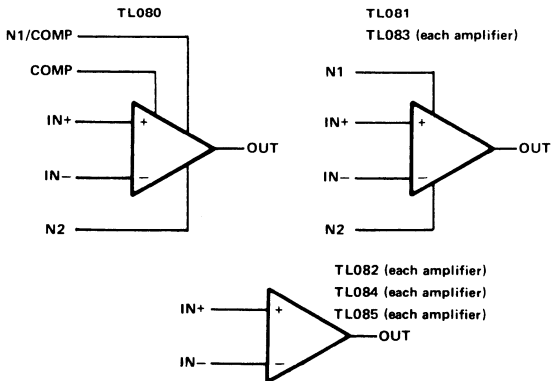 TL080
N1/COMP
COMP
IN+
+
IN−
−
OUT
N2
TL081
TL083 (each amplifier)
N1
IN+
+
IN−
−
OUT
N2
TL082 (each amplifier)
TL084 (each amplifier)
TL085 (each amplifier)
IN+
+
OUT
IN−
−